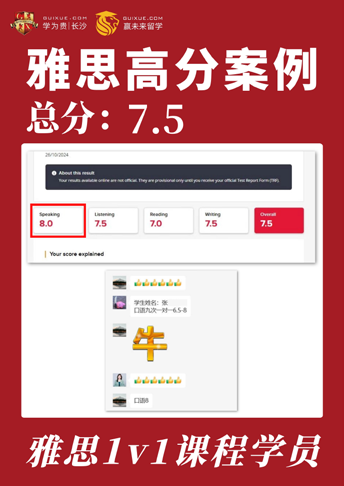 GUIXUE.COM
学为贵|长沙
QUIXUE.COM
赢未来留学
雅思高分案例
总分：7.5
26/10/2024
About this result
Your results available online are not official. They are provisional only until you receive your official Test Report Form (TRF)
Speaking
8.0
Listening
7.5
Reading
7.0
Writing
7.5
Overall
7.5
Your score explained
学生姓名：张
口语九次一对一6.5-8
牛
口语8
雅思1v1课程学员